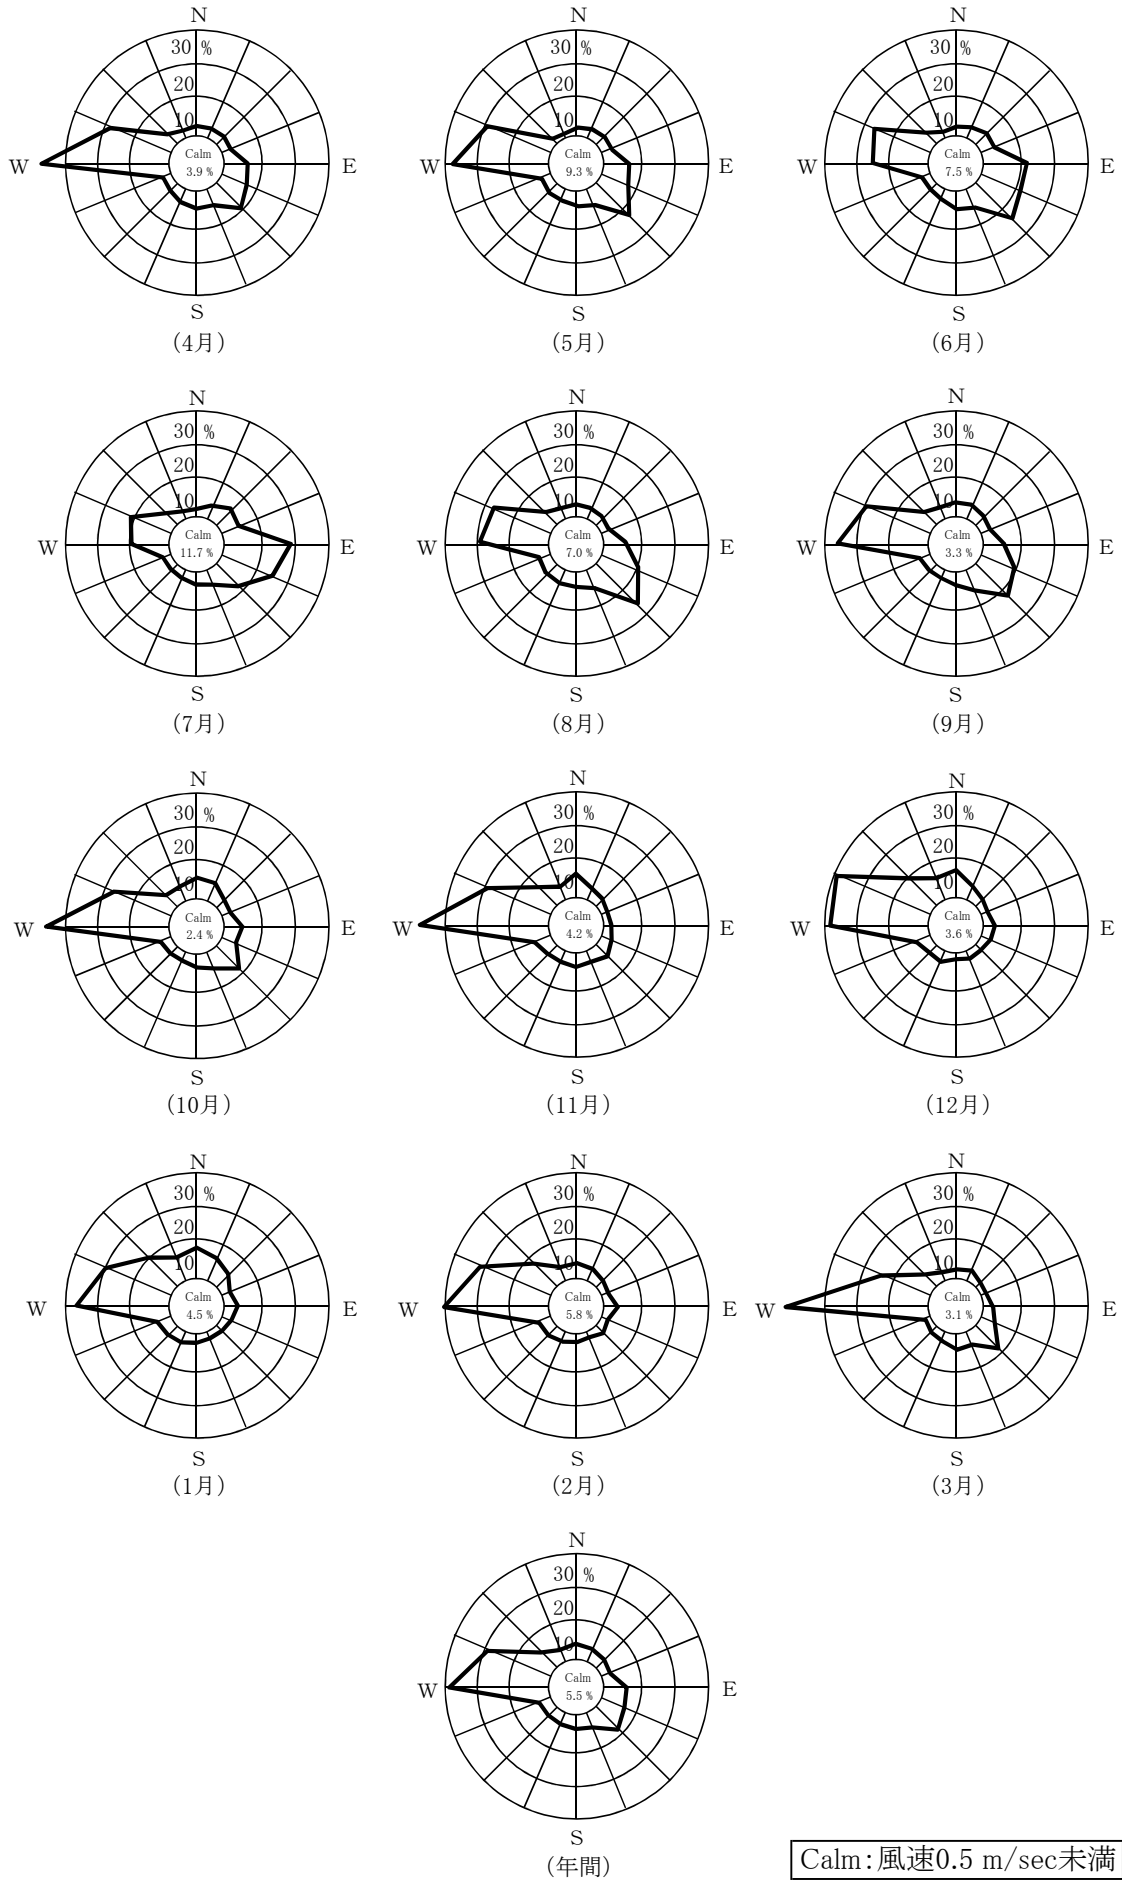 N
30 %
20
10
W
Calm
3.9 %
E
S
(4月)
N
30 %
20
10
W
Calm
9.3 %
E
S
(5月)
N
30 %
20
10
W
Calm
7.5 %
E
S
(6月)
N
30 %
20
10
W
Calm
11.7 %
E
S
(7月)
N
30 %
20
10
W
Calm
7.0 %
E
S
(8月)
N
30 %
20
10
W
Calm
3.3 %
E
S
(9月)
N
30 %
20
10
W
Calm
2.4 %
E
S
(10月)
N
30 %
20
10
W
Calm
4.2 %
E
S
(11月)
N
30 %
20
10
W
Calm
3.6 %
E
S
(12月)
N
30 %
20
10
W
Calm
4.5 %
E
S
(1月)
N
30 %
20
10
W
Calm
5.8 %
E
S
(2月)
N
30 %
20
10
W
Calm
3.1 %
E
S
(3月)
N
30 %
20
10
W
Calm
5.5 %
E
S
(年間)
Calm:風速0.5 m/sec未満